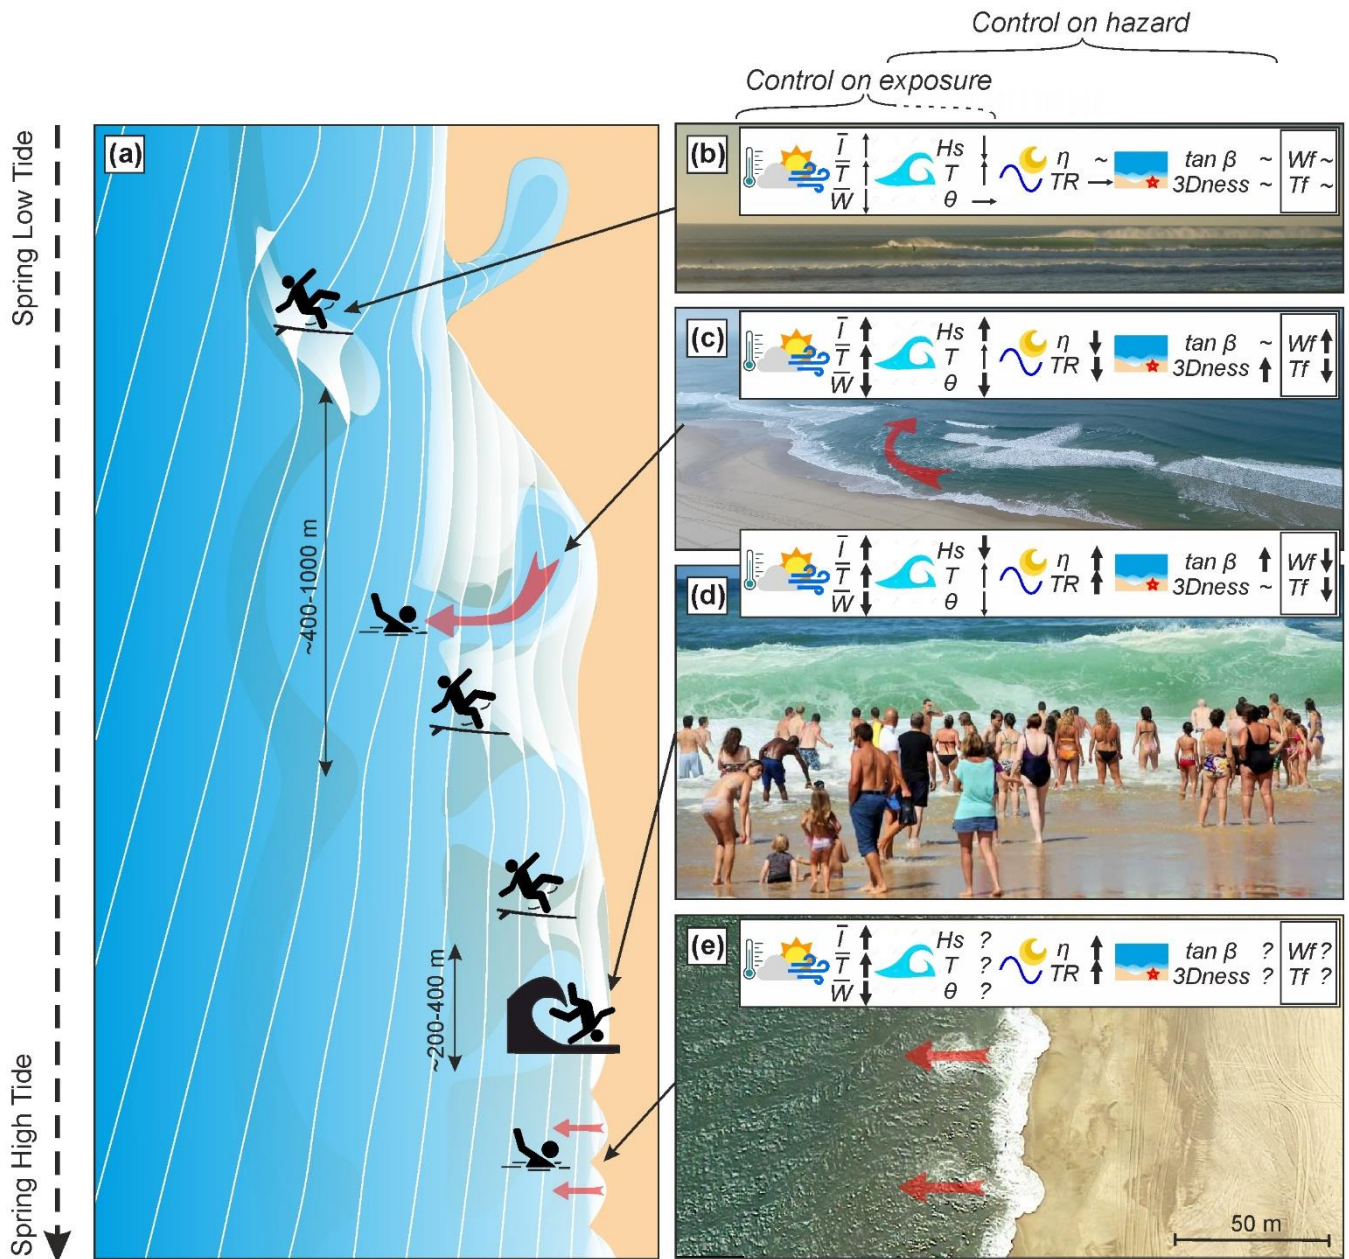 Control on hazard
Control on exposure
Spring Low Tide
Spring High Tide
(a)
~400-1000 m
~200-400 m
(b)
I̅ ↑
T̅ ↑
W̅ ↓
Hs ↓
T ↑
θ →
η ~
TR →
tan β ~
3Dness ~
Wf ~
Tf ~
(c)
I̅ ↑
T̅ ↑
W̅ ↓
Hs ↑
T ↑
θ ↓
η ↓
TR ↓
tan β ~
3Dness ↑
Wf ↑
Tf ↓
(d)
I̅ ↑
T̅ ↑
W̅ ↓
Hs ↓
T ↑
θ ↓
η ↑
TR ↑
tan β ↑
3Dness ~
Wf ↓
Tf ↓
(e)
I̅ ↑
T̅ ↑
W̅ ↓
Hs ?
T ?
θ ?
η ↑
TR ↑
tan β ?
3Dness ?
Wf ?
Tf ?
50 m